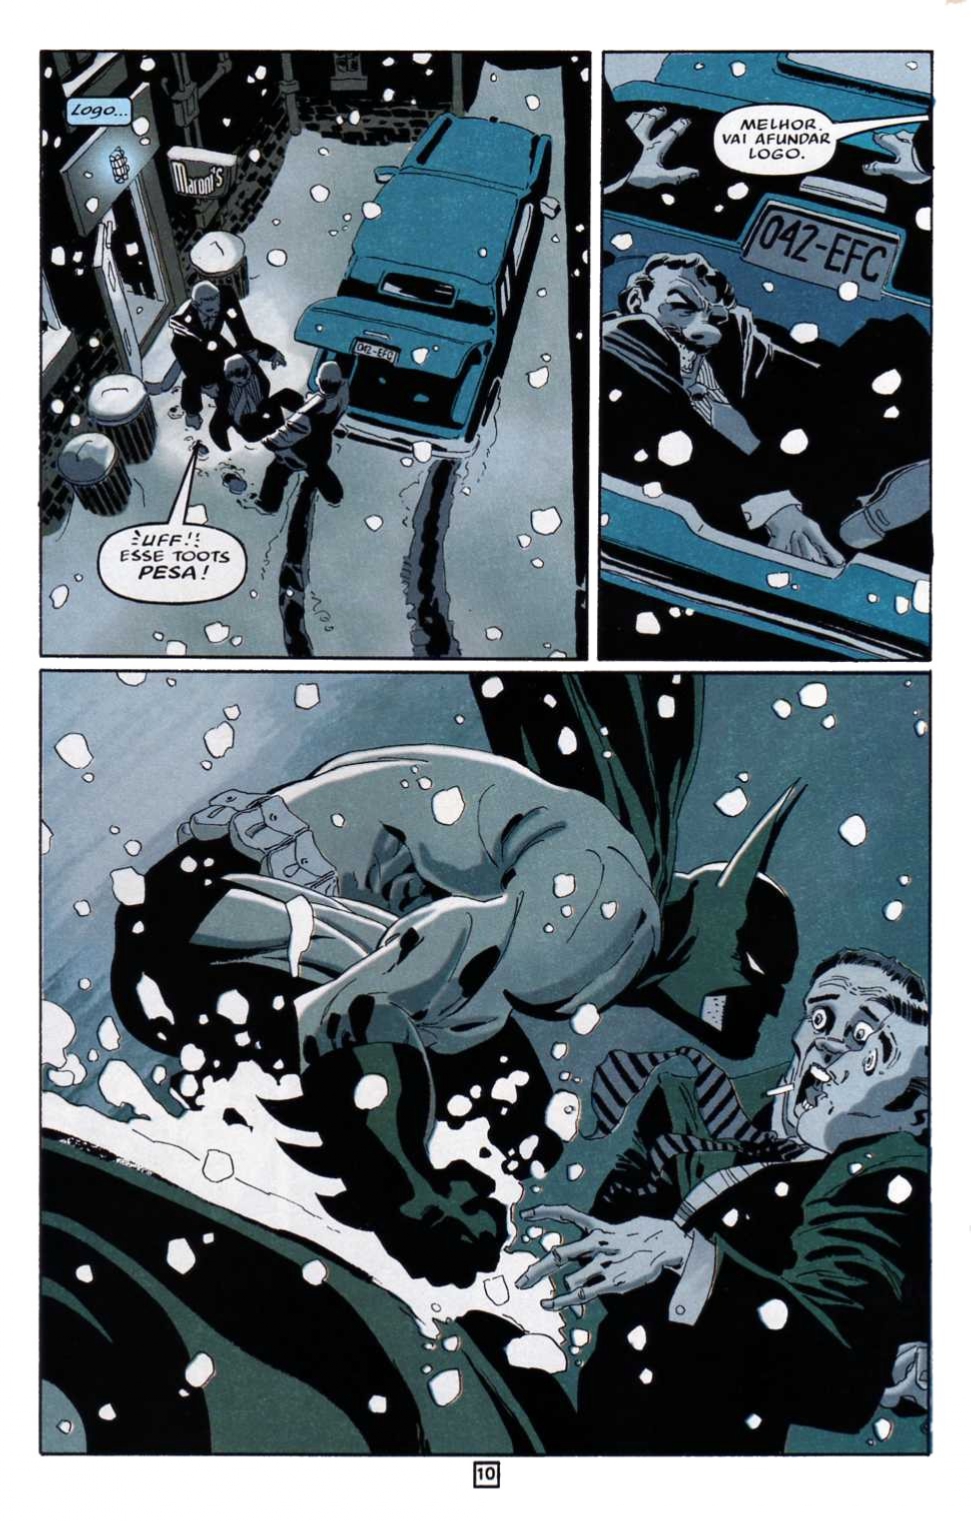 LOGO...
Maroni's
042-EFC
UFF!!
ESSE TOOTS
PESA!
MELHOR.
VAI AFUNDAR
LOGO.
042-EFC
10